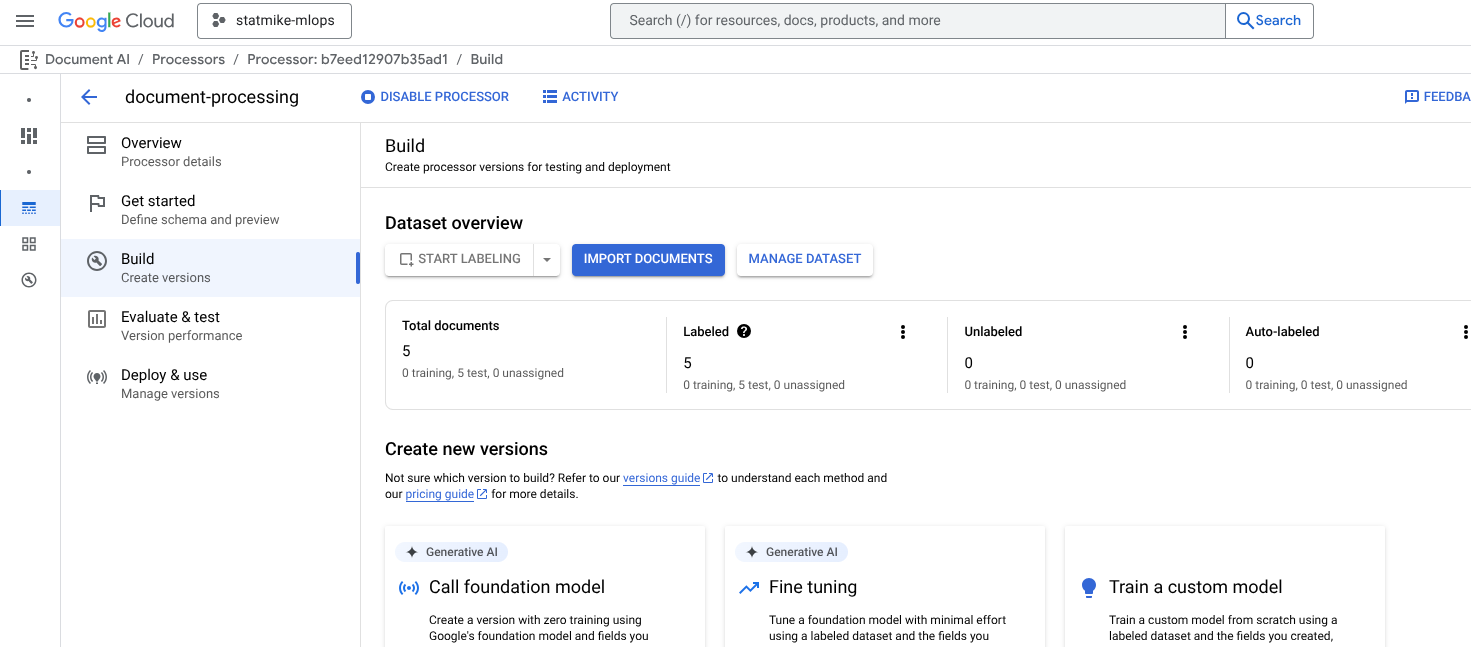 Google Cloud
statmike-mlops
Search (/) for resources, docs, products, and more
Search
Document AI / Processors / Processor: b7eed12907b35ad1 / Build
document-processing
DISABLE PROCESSOR
ACTIVITY
FEEDBA
Overview
Processor details
Get started
Define schema and preview
Build
Create versions
Evaluate & test
Version performance
Deploy & use
Manage versions
Build
Create processor versions for testing and deployment
Dataset overview
START LABELING
IMPORT DOCUMENTS
MANAGE DATASET
Total documents
5
0 training, 5 test, 0 unassigned
Labeled
5
0 training, 5 test, 0 unassigned
Unlabeled
0
0 training, 0 test, 0 unassigned
Auto-labeled
0
0 training, 0 test, 0 unassigned
Create new versions
Not sure which version to build? Refer to our versions guide to understand each method and
our pricing guide for more details.
Generative AI
Call foundation model
Create a version with zero training using
Google's foundation model and fields you
Generative AI
Fine tuning
Tune a foundation model with minimal effort
using a labeled dataset and the fields you
Train a custom model
Train a custom model from scratch using a
labeled dataset and the fields you created,